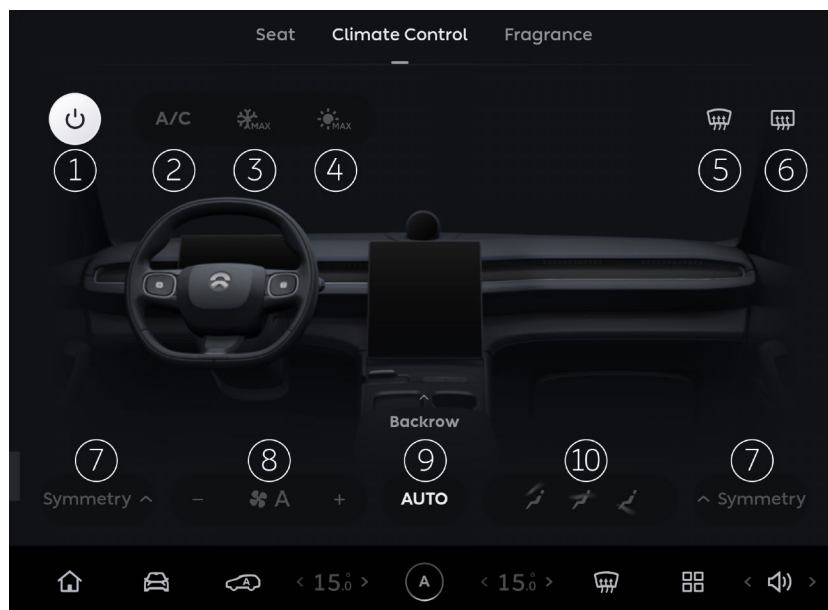 Seat Climate Control Fragrance
A/C MAX MAX
1 2 3 4 5 6
Backrow
7 8 9 10 7
Symmetry - A + AUTO Symmetry
A < 15.0 > A < 15.0 > < >